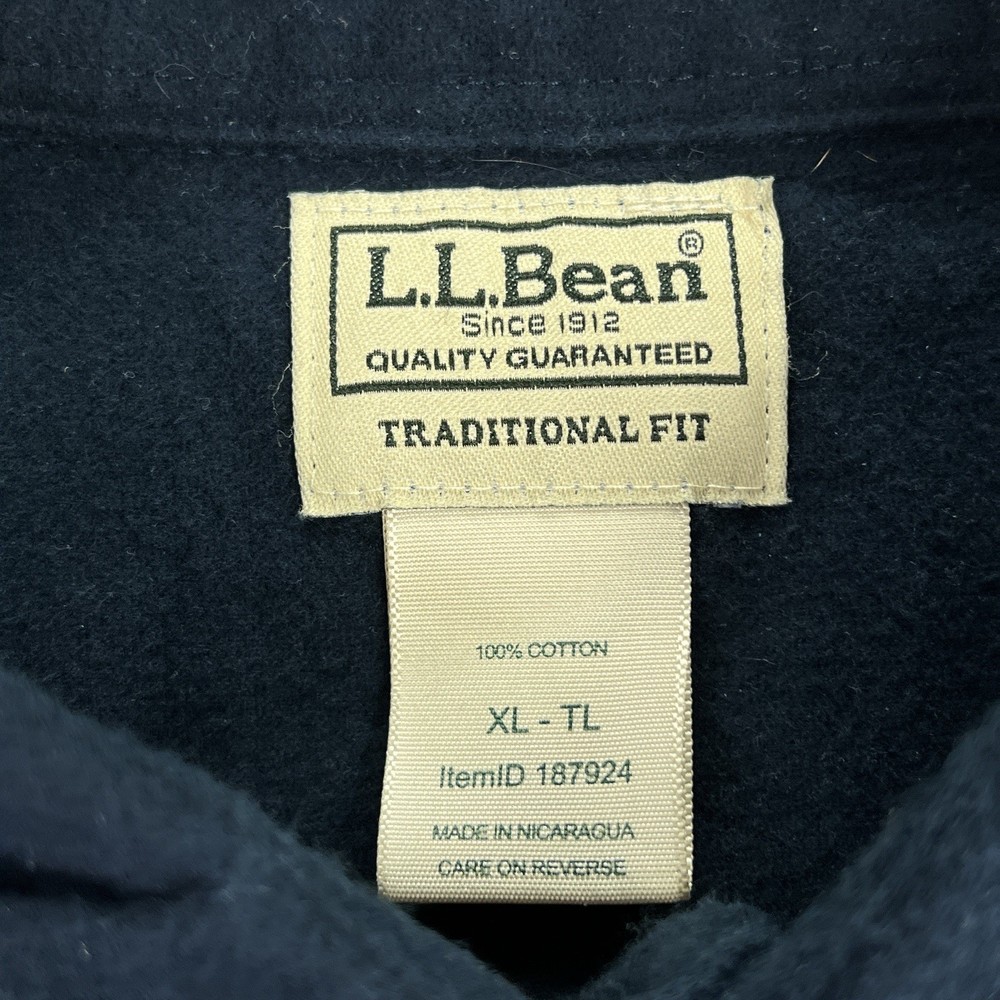 L.L.Bean®
Since 1912
QUALITY GUARANTEED
TRADITIONAL FIT
100% COTTON
XL - TL
ItemID 187924
MADE IN NICARAGUA
CARE ON REVERSE